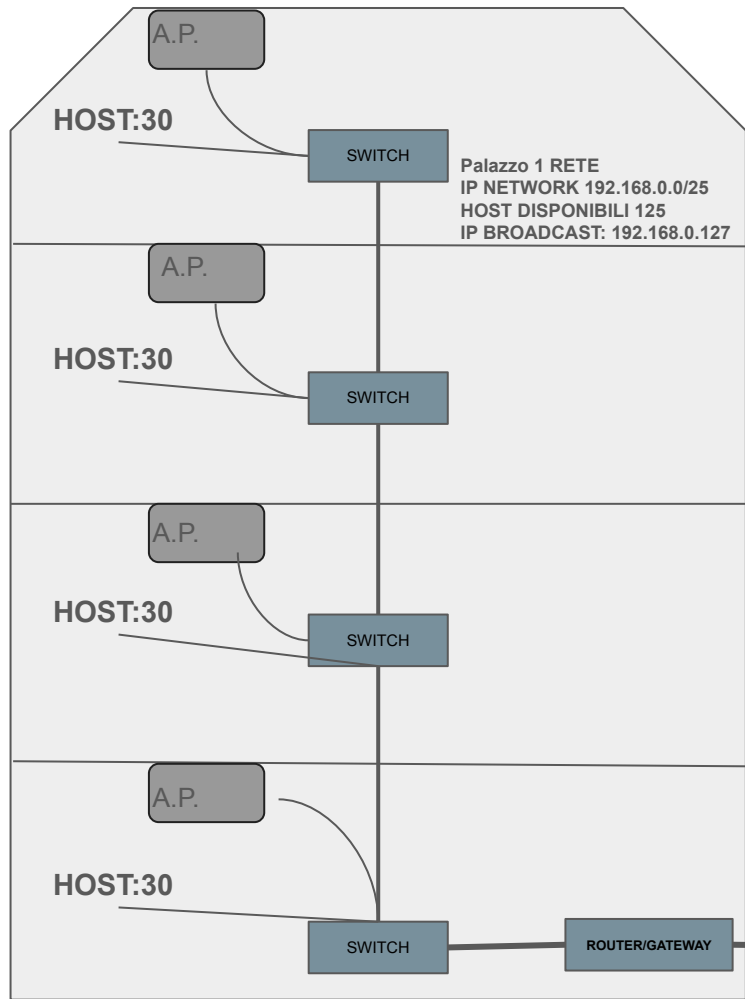 A.P.
HOST:30
SWITCH
Palazzo 1 RETE
IP NETWORK 192.168.0.0/25
HOST DISPONIBILI 125
IP BROADCAST: 192.168.0.127
A.P.
HOST:30
SWITCH
A.P.
HOST:30
SWITCH
A.P.
HOST:30
SWITCH
ROUTER/GATEWAY